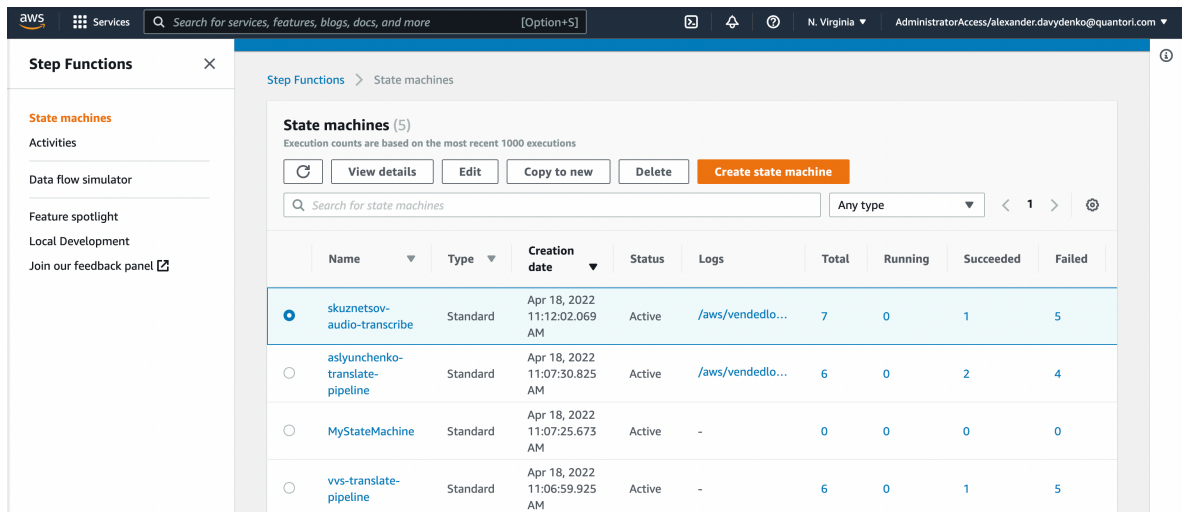 aws
Services
Search for services, features, blogs, docs, and more
[Option+S]
N. Virginia
AdministratorAccess/alexander.davydenko@quantori.com
Step Functions
State machines
Activities
Data flow simulator
Feature spotlight
Local Development
Join our feedback panel
Step Functions
State machines
State machines (5)
Execution counts are based on the most recent 1000 executions
View details
Edit
Copy to new
Delete
Create state machine
Search for state machines
Any type
1
Name
Type
Creation
date
Status
Logs
Total
Running
Succeeded
Failed
skuznetsov-
audio-transcribe
Standard
Apr 18, 2022
11:12:02.069
AM
Active
/aws/vendedlo...
7
0
1
5
aslyunchenko-
translate-
pipeline
Standard
Apr 18, 2022
11:07:30.825
AM
Active
/aws/vendedlo...
6
0
2
4
MyStateMachine
Standard
Apr 18, 2022
11:07:25.673
AM
Active
-
0
0
0
0
vvs-translate-
pipeline
Standard
Apr 18, 2022
11:06:59.925
AM
Active
-
6
0
1
5